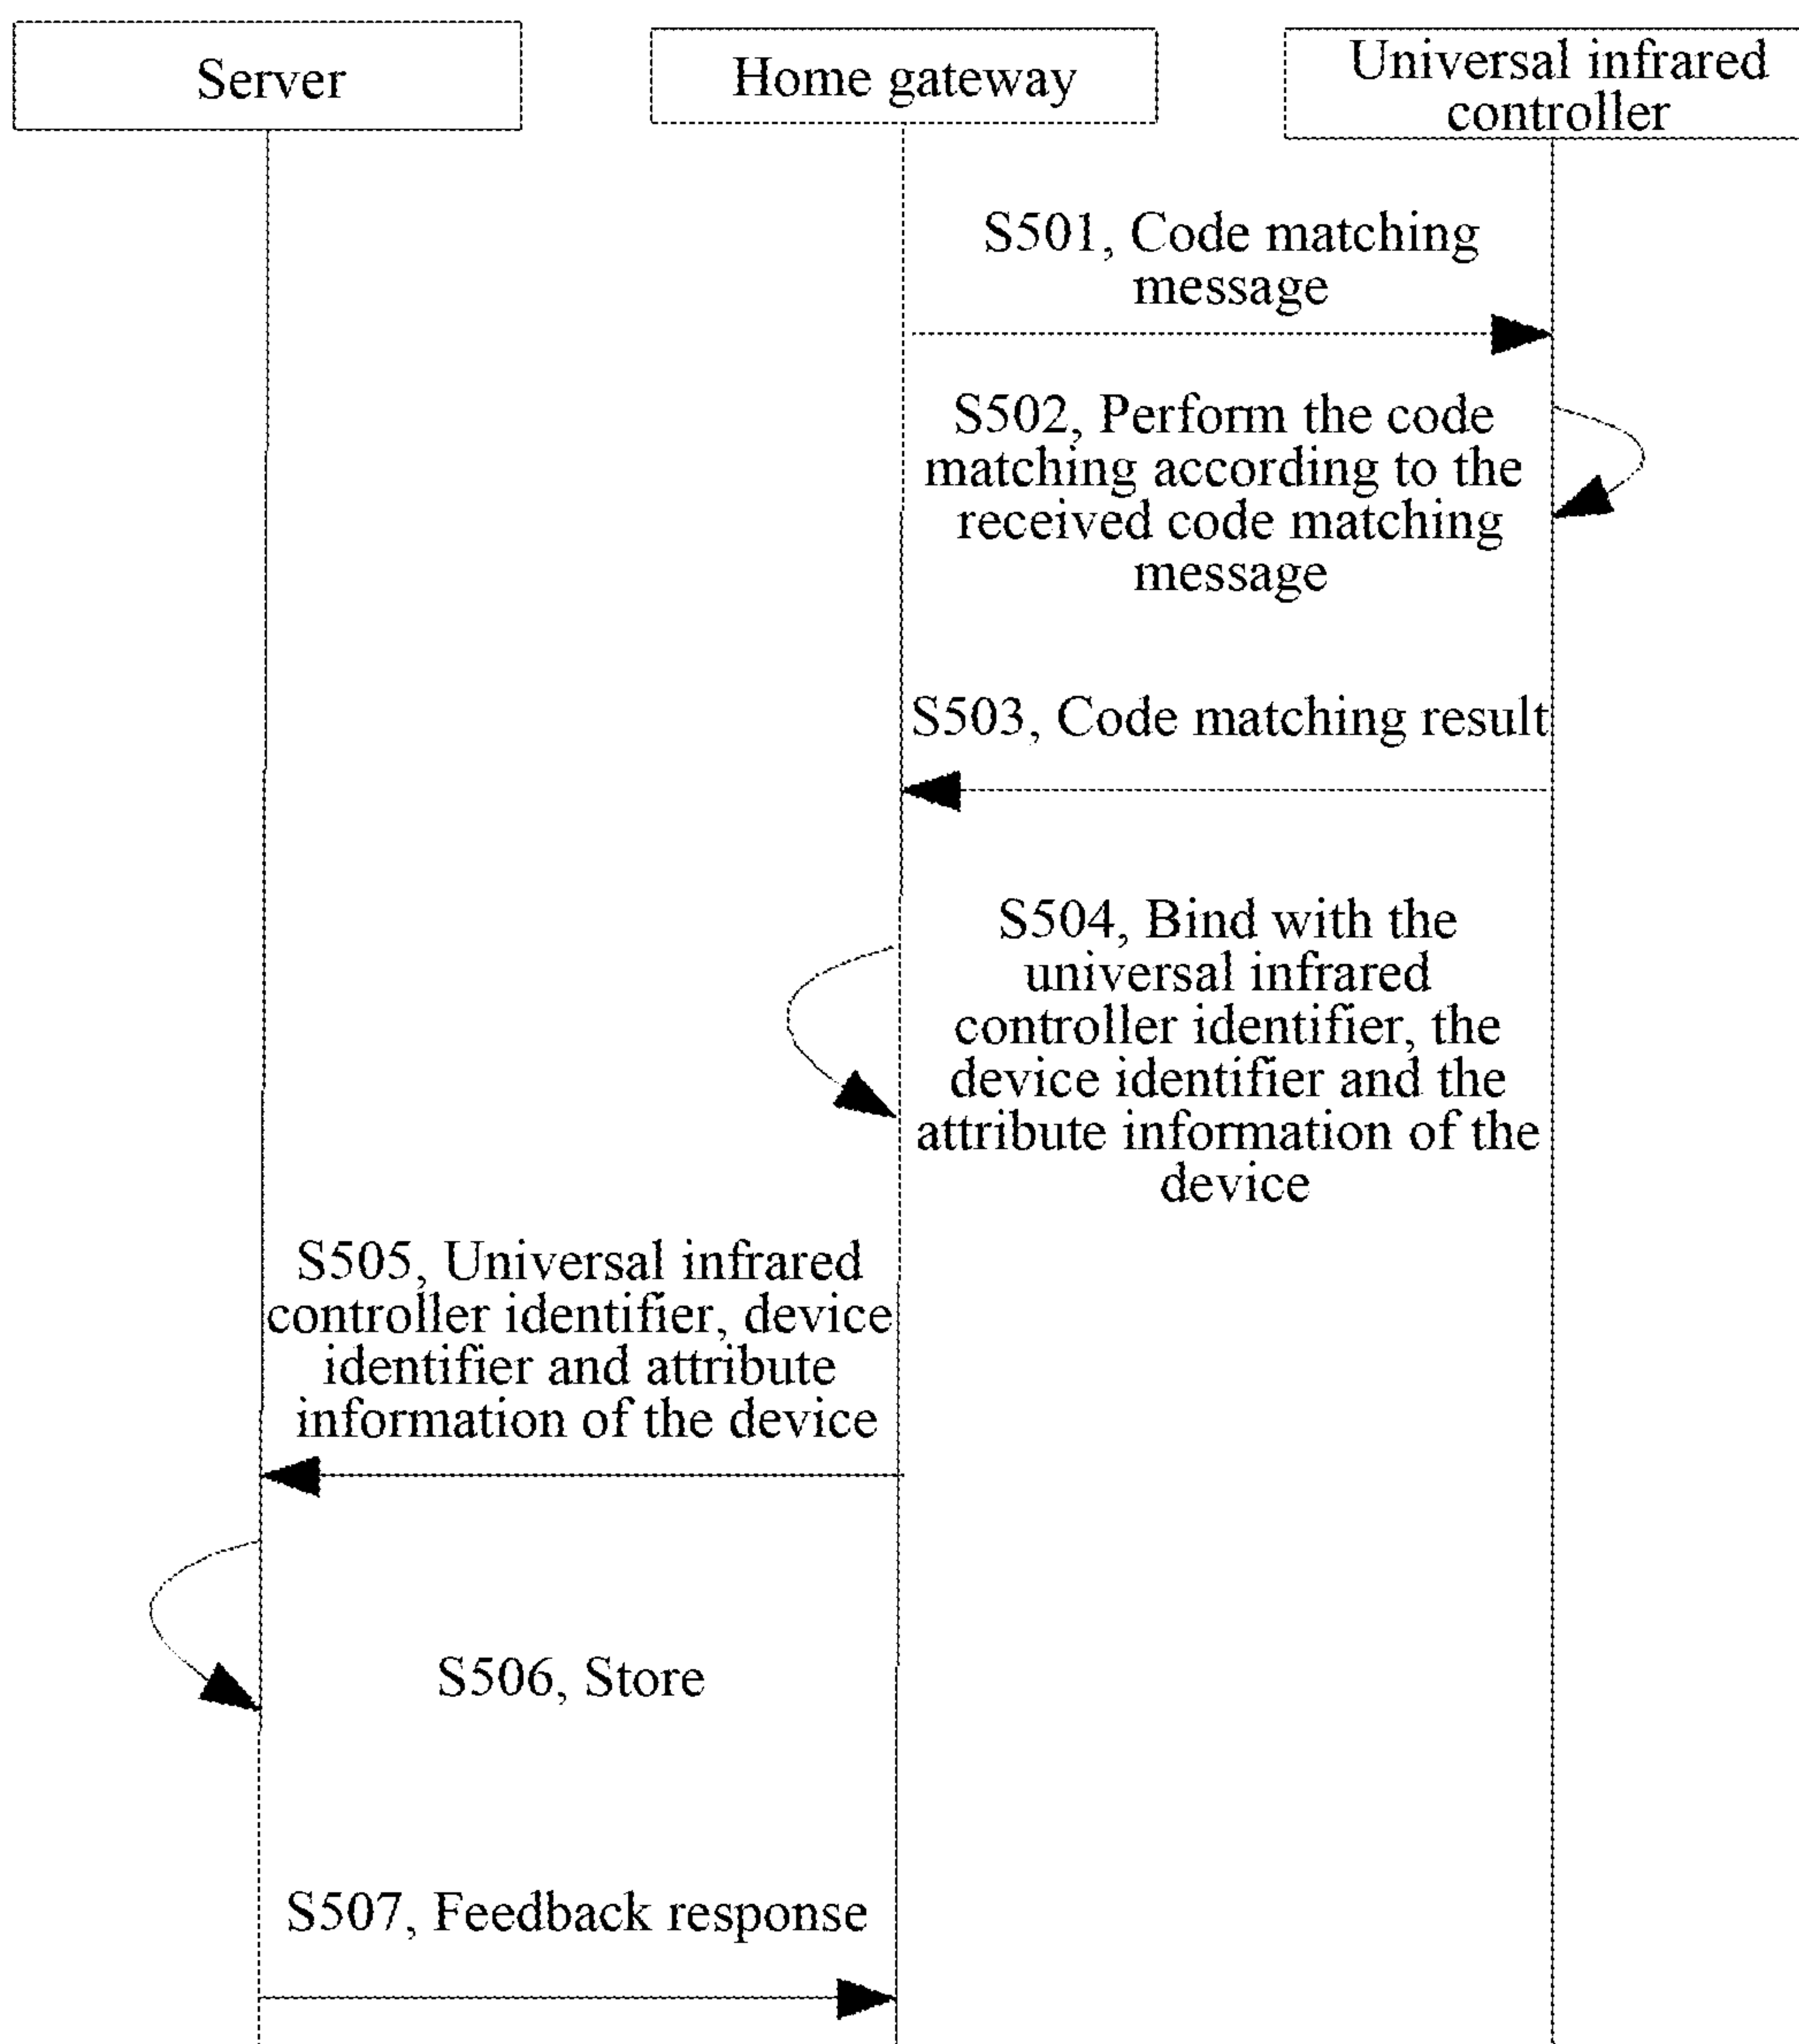 Server
Home gateway
Universal infrared
controller
S501, Code matching
message
S502, Perform the code
matching according to the
received code matching
message
S503, Code matching result
S504, Bind with the
universal infrared
controller identifier, the
device identifier and the
attribute information of the
device
S505, Universal infrared
controller identifier, device
identifier and attribute
information of the device
S506, Store
S507, Feedback response